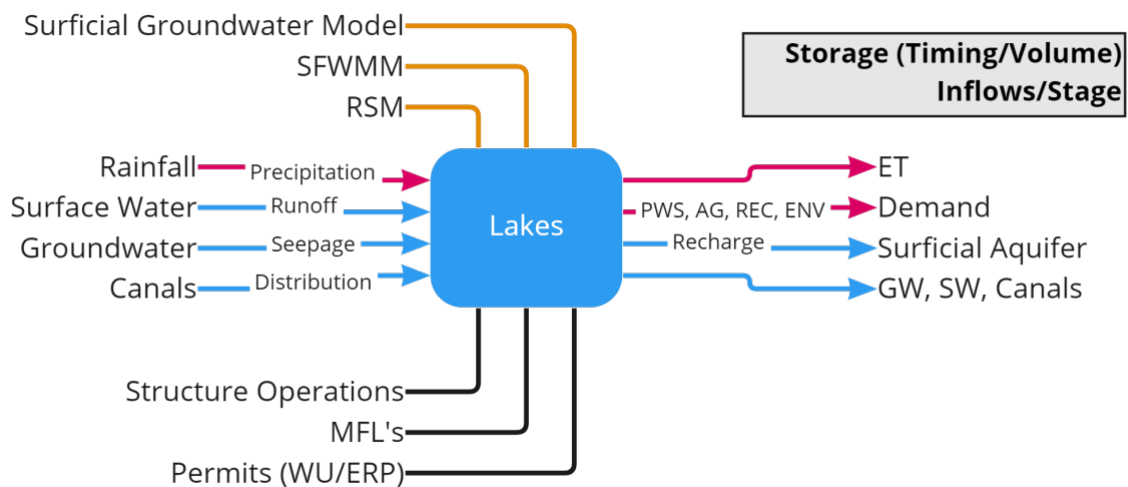 Surficial Groundwater Model
SFWMM
RSM
Storage (Timing/Volume)
Inflows/Stage
Rainfall
Precipitation
Surface Water
Runoff
Groundwater
Seepage
Canals
Distribution
Lakes
ET
PWS, AG, REC, ENV
Demand
Recharge
Surficial Aquifer
GW, SW, Canals
Structure Operations
MFL's
Permits (WU/ERP)